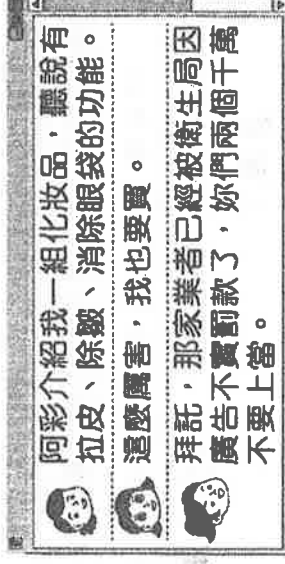 阿彩介紹我一組化妝品，聽說有
拉皮、除皺、消除眼袋的功能。
這麼厲害，我也要買。
拜託，那家業者已經被衛生局因
廣告不實罰款了，妳們兩個千萬
不要上當。